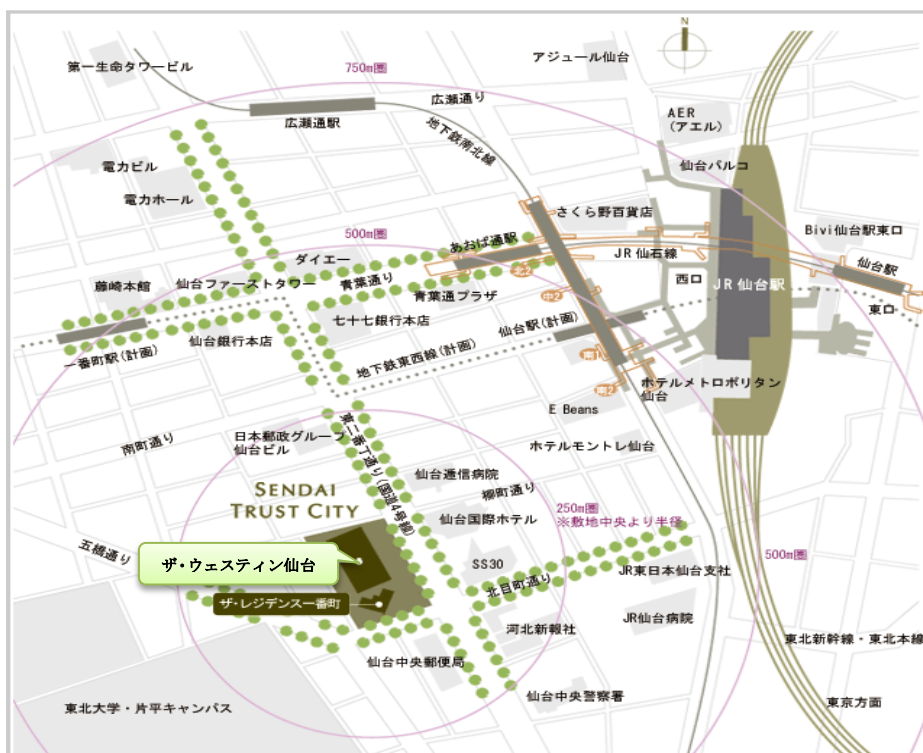 N
アジュール仙台
第一生命タワービル
750m圏
広瀬通り
広瀬通駅
地下鉄南北線
AER
(アエル)
仙台パルコ
電力ビル
電力ホール
さくら野百貨店
Bivi仙台駅東口
500m圏
あおば通駅
ダイエー
JR仙石線
仙台駅
西口
JR仙台駅
東口
青葉通り
北2
藤崎本館
仙台ファーストタワー
青葉通プラザ
中2
七十七銀行本店
仙台駅(計画)
仙台銀行本店
一番町駅(計画)
地下鉄東西線(計画)
南1
南2
ホテルメトロポリタン
仙台
E Beans
第二番丁通り(国道4号線)
南町通り
日本郵政グループ
仙台ビル
ホテルモントレ仙台
仙台逓信病院
柳町通り
SENDAI
TRUST CITY
250m圏
※敷地中央より半径
仙台国際ホテル
五橋通り
ザ・ウェスティン仙台
500m圏
SS30
JR東日本仙台支社
北目町通り
ザ・レジデンス一番町
河北新報社
JR仙台病院
東北新幹線・東北本線
仙台中央郵便局
仙台中央警察署
東京方面
東北大学・片平キャンパス